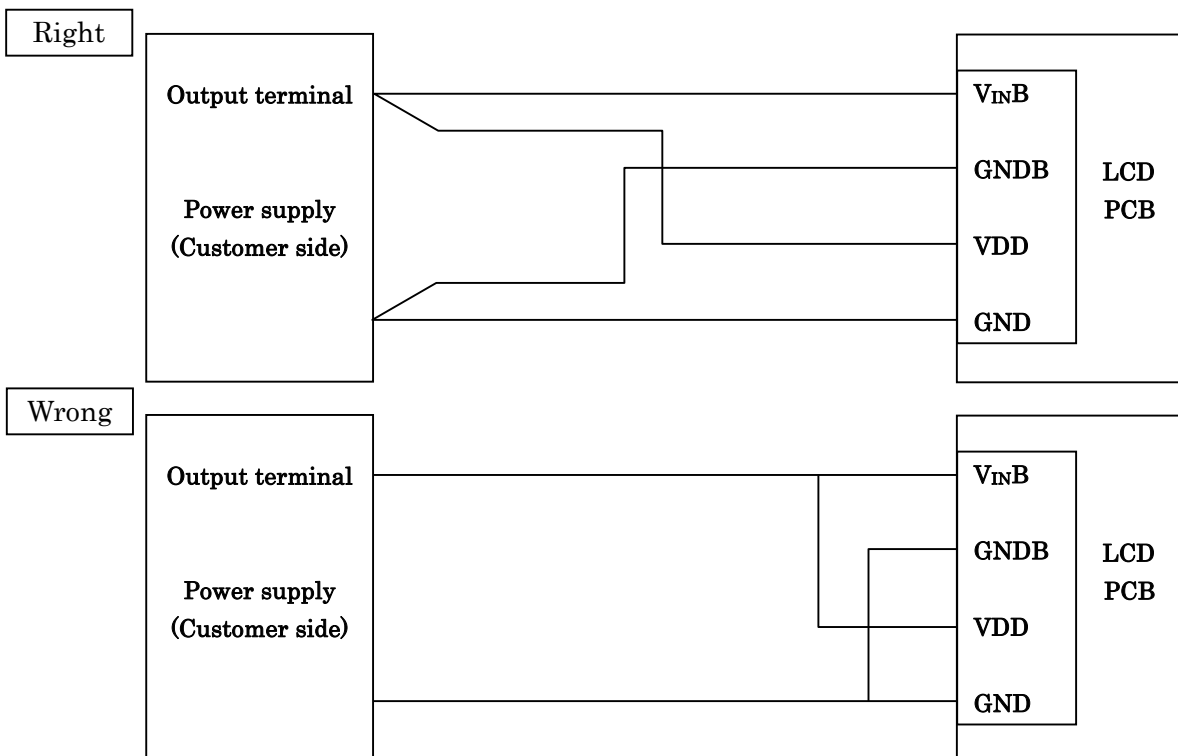 Right
Output terminal
Power supply
(Customer side)
VINB
GNDB
VDD
GND
LCD
PCB
Wrong
Output terminal
Power supply
(Customer side)
VINB
GNDB
VDD
GND
LCD
PCB